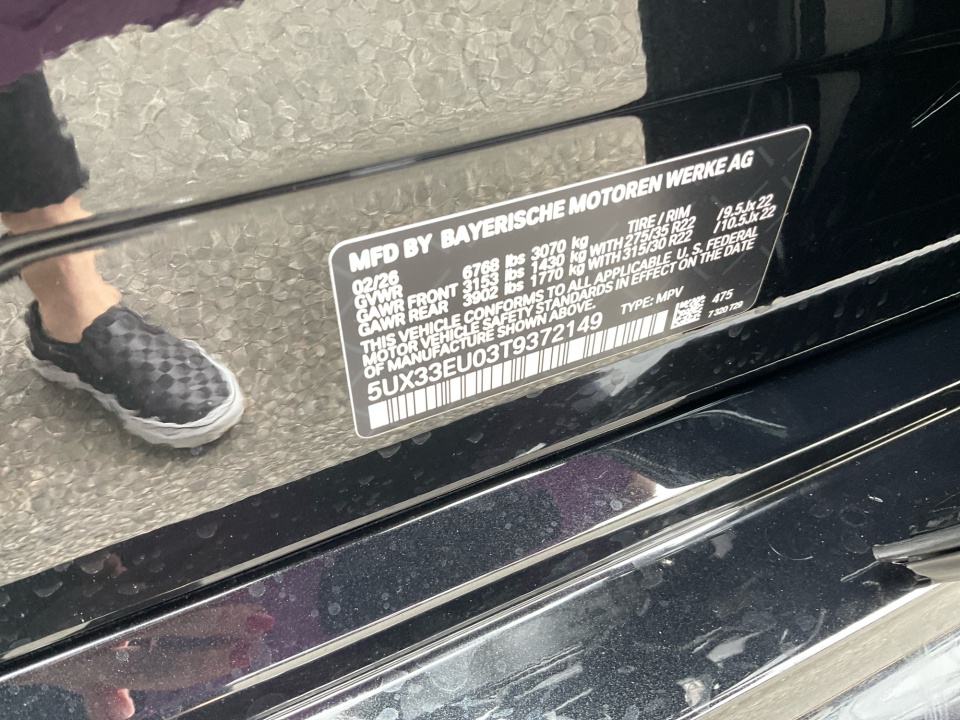 MFD BY BAYERISCHE MOTOREN WERKE AG
02/26 TIRE / RIM
GVWR 6768 lbs 3070 kg
GAWR FRONT 3153 lbs 1430 kg WITH 275/35 R22 /9.5Jx22
GAWR REAR 3902 lbs 1770 kg WITH 315/30 R22 /10.5Jx22
THIS VEHICLE CONFORMS TO ALL APPLICABLE U. S. FEDERAL
MOTOR VEHICLE SAFETY STANDARDS IN EFFECT ON THE DATE
OF MANUFACTURE SHOWN ABOVE.
5UX33EU03T9372149 TYPE: MPV 475
7 320 729